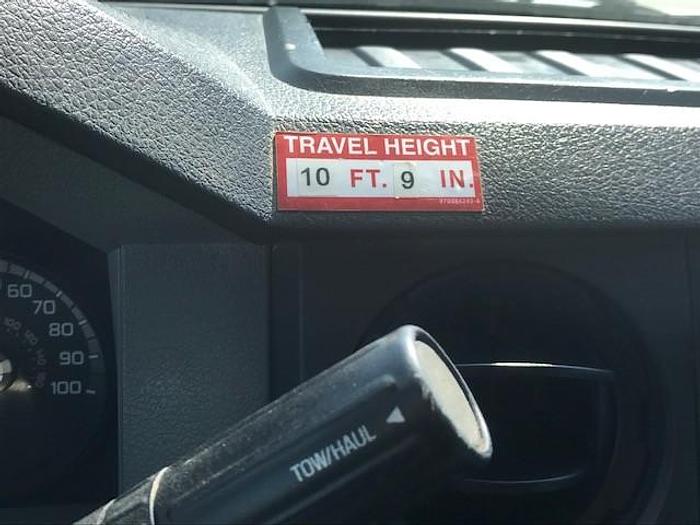 TRAVEL HEIGHT
10 FT. 9 IN.
60
70
80
90
100
TOW/HAUL